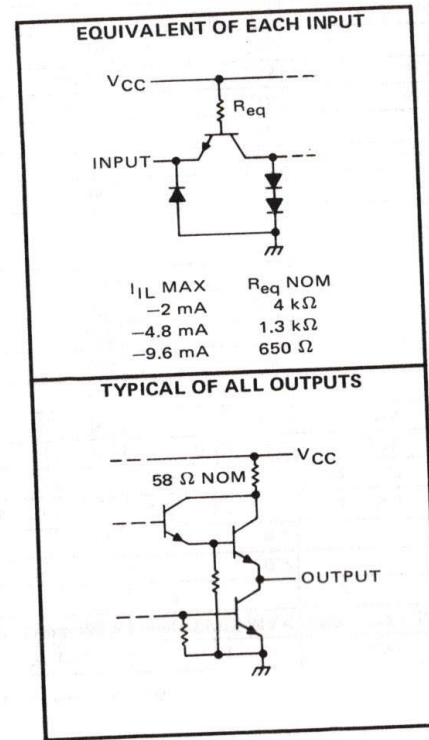 EQUIVALENT OF EACH INPUT
VCC
Req
INPUT
IIL MAX Req NOM
−2 mA 4 kΩ
−4.8 mA 1.3 kΩ
−9.6 mA 650 Ω
TYPICAL OF ALL OUTPUTS
VCC
58 Ω NOM
OUTPUT